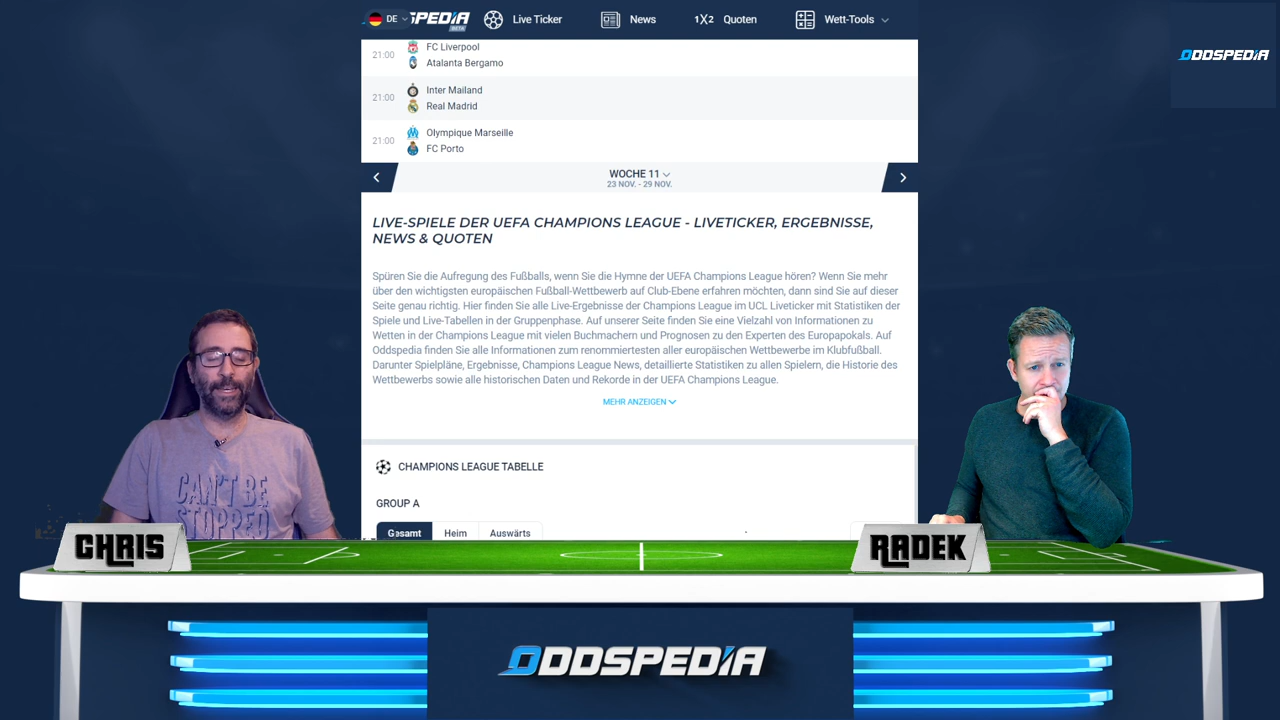 DE
Live Ticker
News
1X2 Quoten
Wett-Tools
BETA
ODDSPEDIA
21:00
FC Liverpool
Atalanta Bergamo
21:00
Inter Mailand
Real Madrid
21:00
Olympique Marseille
FC Porto
WOCHE 11
23 NOV. - 29 NOV.
LIVE-SPIELE DER UEFA CHAMPIONS LEAGUE - LIVETICKER, ERGEBNISSE,
NEWS & QUOTEN
Spüren Sie die Aufregung des Fußballs, wenn Sie die Hymne der UEFA Champions League hören? Wenn Sie mehr
über den wichtigsten europäischen Fußball-Wettbewerb auf Club-Ebene erfahren möchten, dann sind Sie auf dieser
Seite genau richtig. Hier finden Sie alle Live-Ergebnisse der Champions League im UCL Liveticker mit Statistiken der
Spiele und Live-Tabellen in der Gruppenphase. Auf unserer Seite finden Sie eine Vielzahl von Informationen zu
Wetten in der Champions League mit vielen Buchmachern und Prognosen zu den Experten des Europapokals. Auf
Oddspedia finden Sie alle Informationen zum renommiertesten aller europäischen Wettbewerbe im Klubfußball.
Darunter Spielpläne, Ergebnisse, Champions League News, detaillierte Statistiken zu allen Spielern, die Historie des
Wettbewerbs sowie alle historischen Daten und Rekorde in der UEFA Champions League.
MEHR ANZEIGEN
CHAMPIONS LEAGUE TABELLE
GROUP A
Gesamt
Heim
Auswärts
CAN'T BE
STOPPED
CHRIS
RADEK
ODDSPEDIA